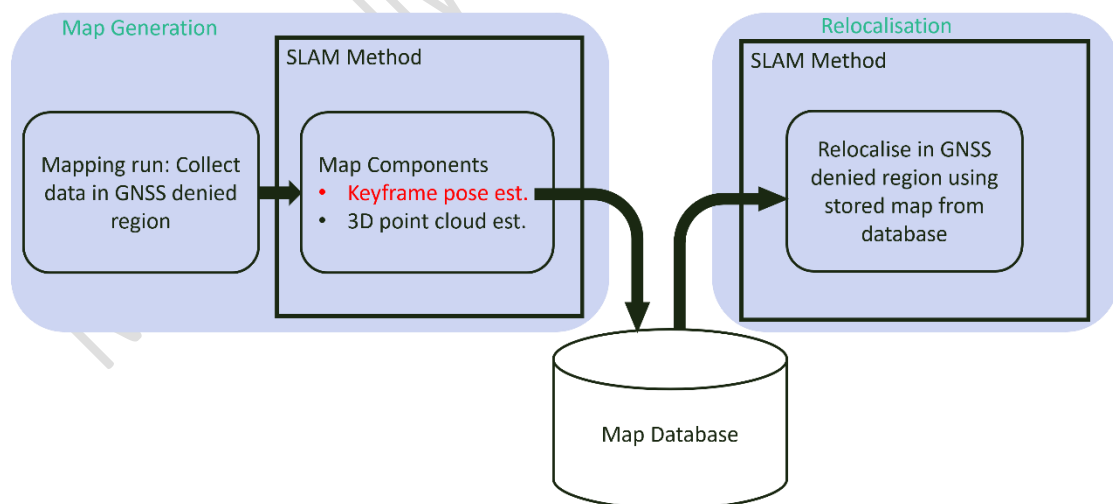 Map Generation
SLAM Method
Mapping run: Collect
data in GNSS denied
region
Map Components
• Keyframe pose est.
• 3D point cloud est.
Relocalisation
SLAM Method
Relocalise in GNSS
denied region using
stored map from
database
Map Database